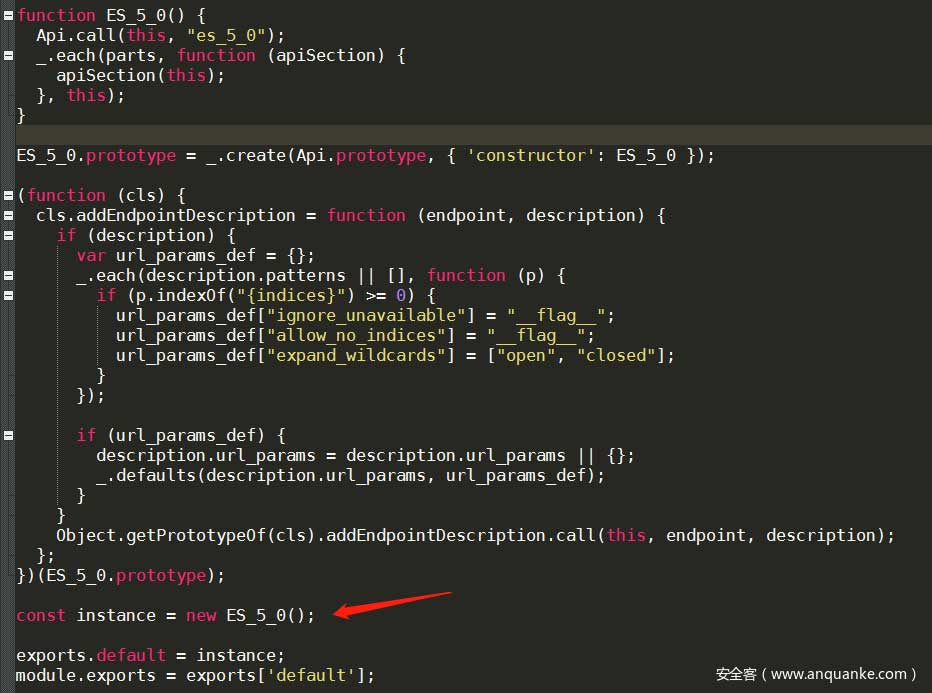 function ES_5_0() {
  Api.call(this, "es_5_0");
  _.each(parts, function (apiSection) {
    apiSection(this);
  }, this);
}
ES_5_0.prototype = _.create(Api.prototype, { 'constructor': ES_5_0 });
(function (cls) {
  cls.addEndpointDescription = function (endpoint, description) {
    if (description) {
      var url_params_def = {};
      _.each(description.patterns || [], function (p) {
        if (p.indexOf("{indices}") >= 0) {
          url_params_def["ignore_unavailable"] = "__flag__";
          url_params_def["allow_no_indices"] = "__flag__";
          url_params_def["expand_wildcards"] = ["open", "closed"];
        }
      });
      if (url_params_def) {
        description.url_params = description.url_params || {};
        _.defaults(description.url_params, url_params_def);
      }
    }
    Object.getPrototypeOf(cls).addEndpointDescription.call(this, endpoint, description);
  };
})(ES_5_0.prototype);
const instance = new ES_5_0();
exports.default = instance;
module.exports = exports['default'];
安全客（www.anquanke.com）